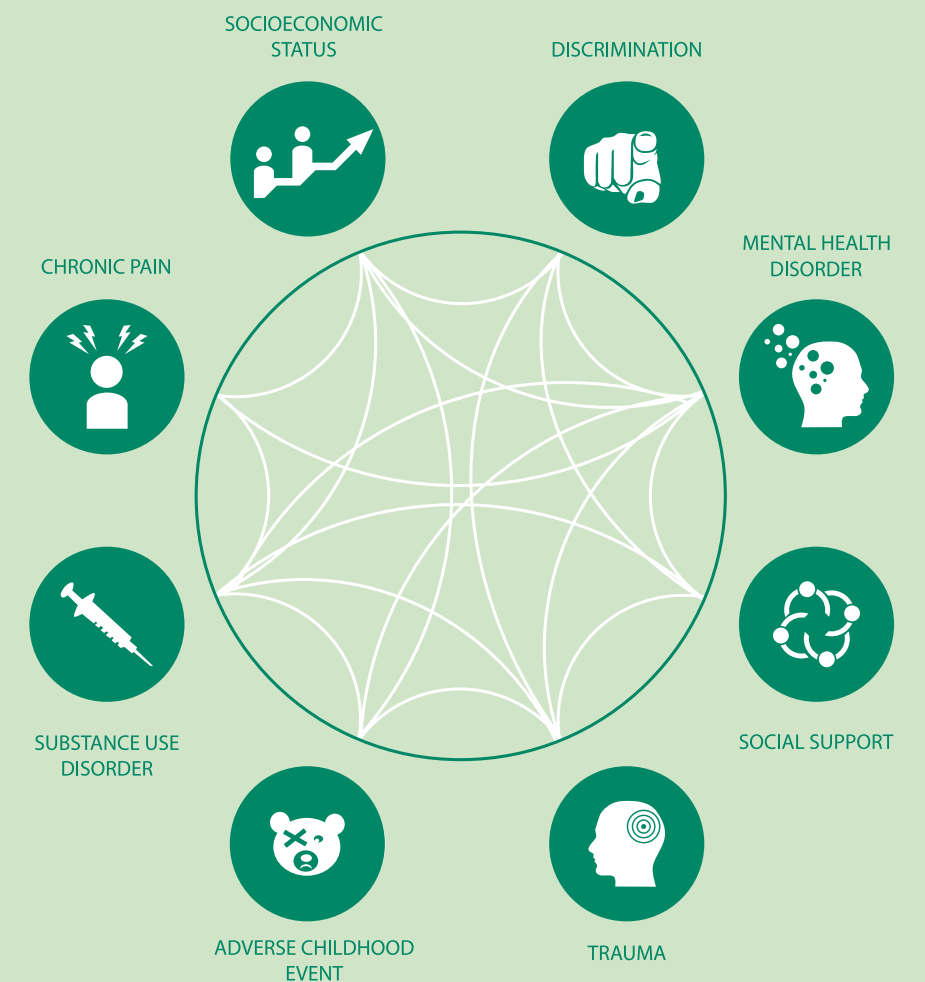 SOCIOECONOMIC
STATUS
DISCRIMINATION
MENTAL HEALTH
DISORDER
CHRONIC PAIN
SUBSTANCE USE
DISORDER
SOCIAL SUPPORT
ADVERSE CHILDHOOD
EVENT
TRAUMA